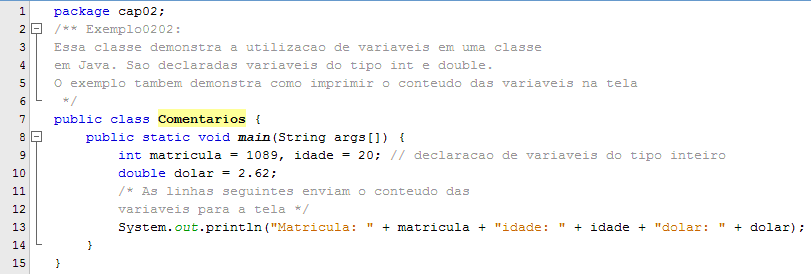 1 package cap02;
2 /** Exemplo0202:
3 Essa classe demonstra a utilizacao de variaveis em uma classe
4 em Java. Sao declaradas variaveis do tipo int e double.
5 O exemplo tambem demonstra como imprimir o conteudo das variaveis na tela
6 */
7 public class Comentarios {
8 public static void main(String args[]) {
9 int matricula = 1089, idade = 20; // declaracao de variaveis do tipo inteiro
10 double dolar = 2.62;
11 /* As linhas seguintes enviam o conteudo das
12 variaveis para a tela */
13 System.out.println("Matricula: " + matricula + "idade: " + idade + "dolar: " + dolar);
14 }
15 }